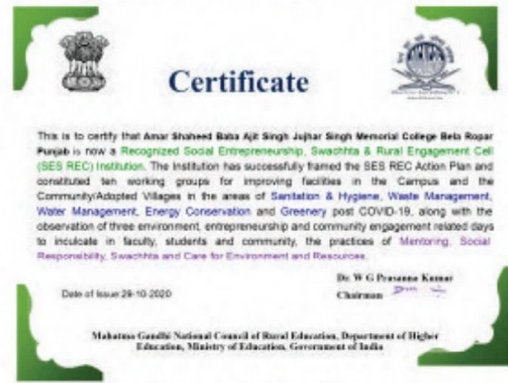 Certificate
This is to certify that Amar Shaheed Baba Ajit Singh Jujhar Singh Memorial College Bela Ropar
Punjab is now a Recognized Social Entrepreneurship, Swachhta & Rural Engagement Cell
(SES REC) Institution. The Institution has successfully framed the SES REC Action Plan and
constituted ten working groups for improving facilities in the Campus and the
Community/Adopted Villages in the areas of Sanitation & Hygiene, Waste Management,
Water Management, Energy Conservation and Greenery post COVID-19, along with the
observation of three environment, entrepreneurship and community engagement related days
to inculcate in faculty, students and community, the practices of Mentoring, Social
Responsibility, Swachhta and Care for Environment and Resources.
Dr. W G Prasanna Kumar
Date of Issue:29-10-2020
Chairman
Mahatma Gandhi National Council of Rural Education, Department of Higher
Education, Ministry of Education, Government of India